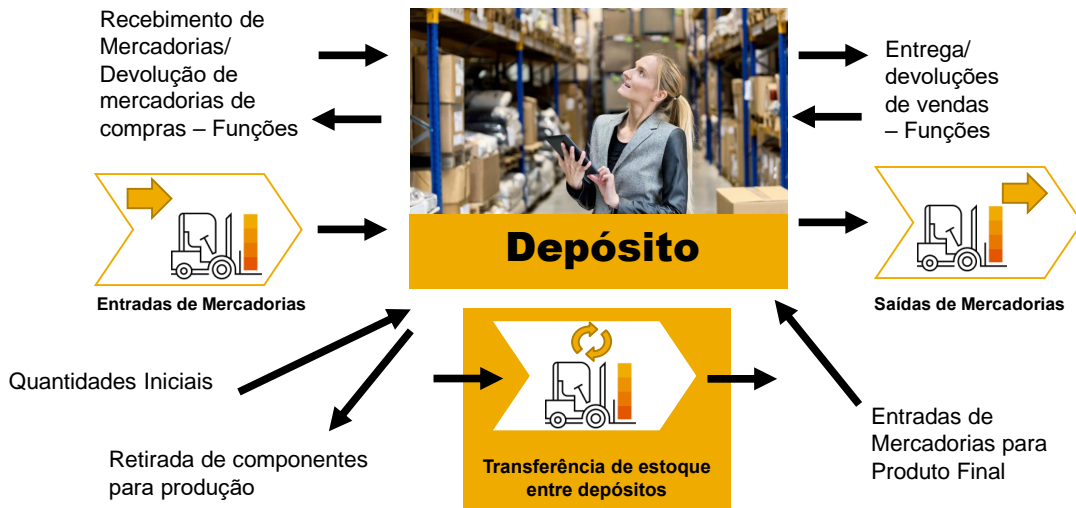 Recebimento de
Mercadorias/
Devolução de
mercadorias de
compras – Funções
Entrega/
devoluções
de vendas
– Funções
Depósito
Entradas de Mercadorias
Saídas de Mercadorias
Quantidades Iniciais
Retirada de componentes
para produção
Transferência de estoque
entre depósitos
Entradas de
Mercadorias para
Produto Final